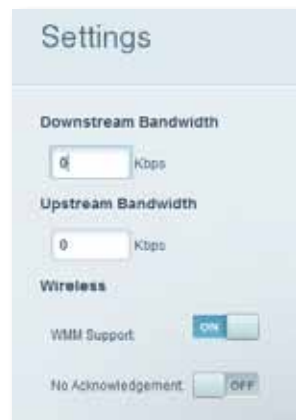 Settings
Downstream Bandwidth
0 Kbps
Upstream Bandwidth
0 Kbps
Wireless
WMM Support ON
No Acknowledgement OFF